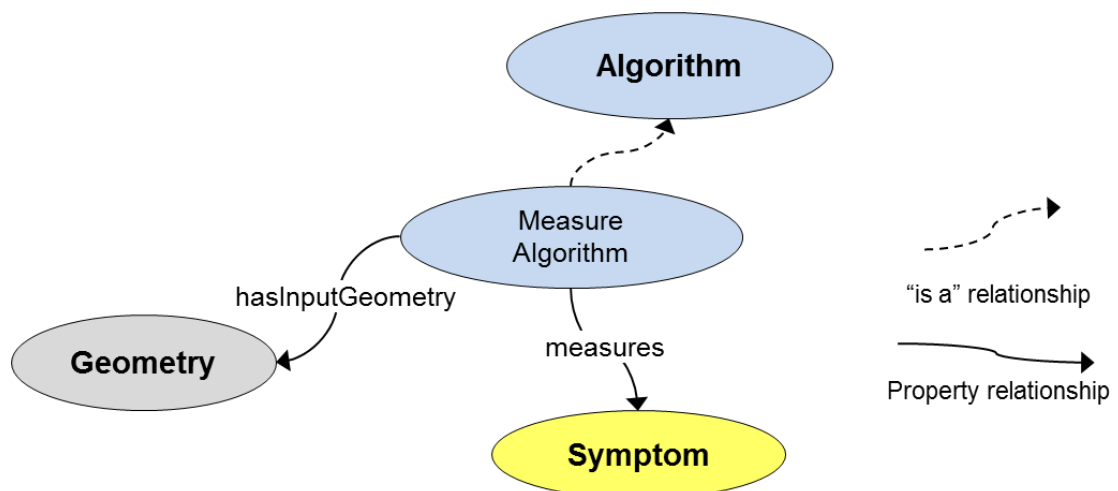 Algorithm
Measure
Algorithm
hasInputGeometry
"is a" relationship
measures
Geometry
Property relationship
Symptom